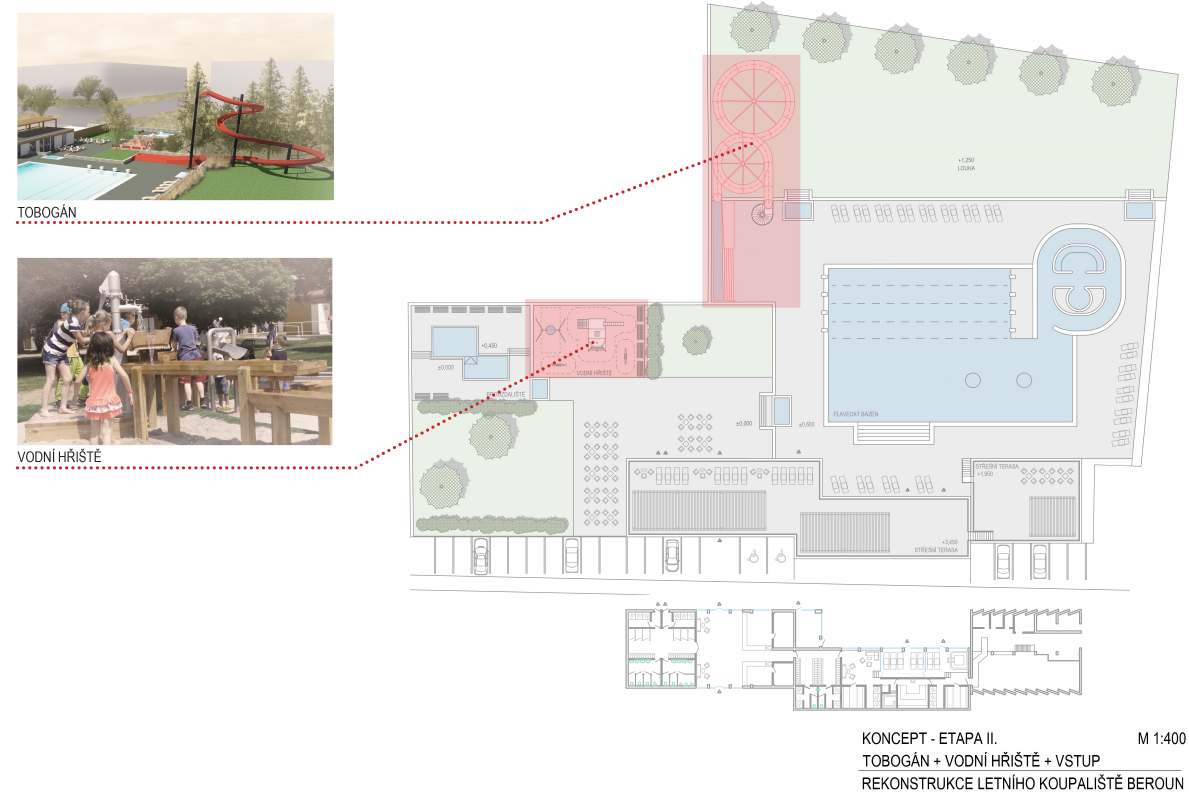 TOBOGÁN
VODNÍ HŘIŠTĚ
+1,250
LOUKA
+0,450
±0,000
VODNÍ HŘIŠTĚ
±0,000
±0,600
PLAVECKÝ BAZÉN
STŘEŠNÍ TERASA
+1,950
+3,450
STŘEŠNÍ TERASA
KONCEPT - ETAPA II.
M 1:400
TOBOGÁN + VODNÍ HŘIŠTĚ + VSTUP
REKONSTRUKCE LETNÍHO KOUPALIŠTĚ BEROUN